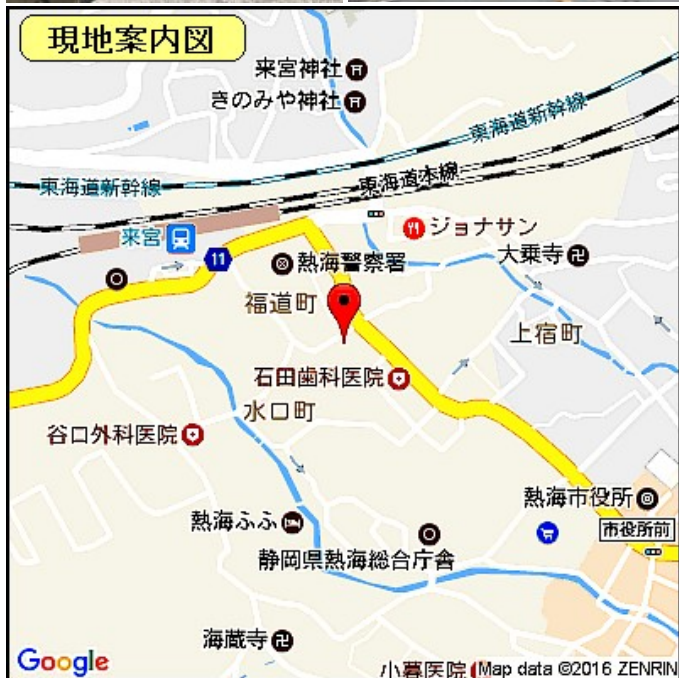 現地案内図
来宮神社
きのみや神社
東海道新幹線
東海道新幹線
東海道本線
来宮
ジョナサン
11
熱海警察署
大乗寺
福道町
上宿町
石田歯科医院
水口町
谷口外科医院
熱海ふふ
熱海市役所
市役所前
静岡県熱海総合庁舎
海蔵寺
Google
小暮医院
Map data ©2016 ZENRIN